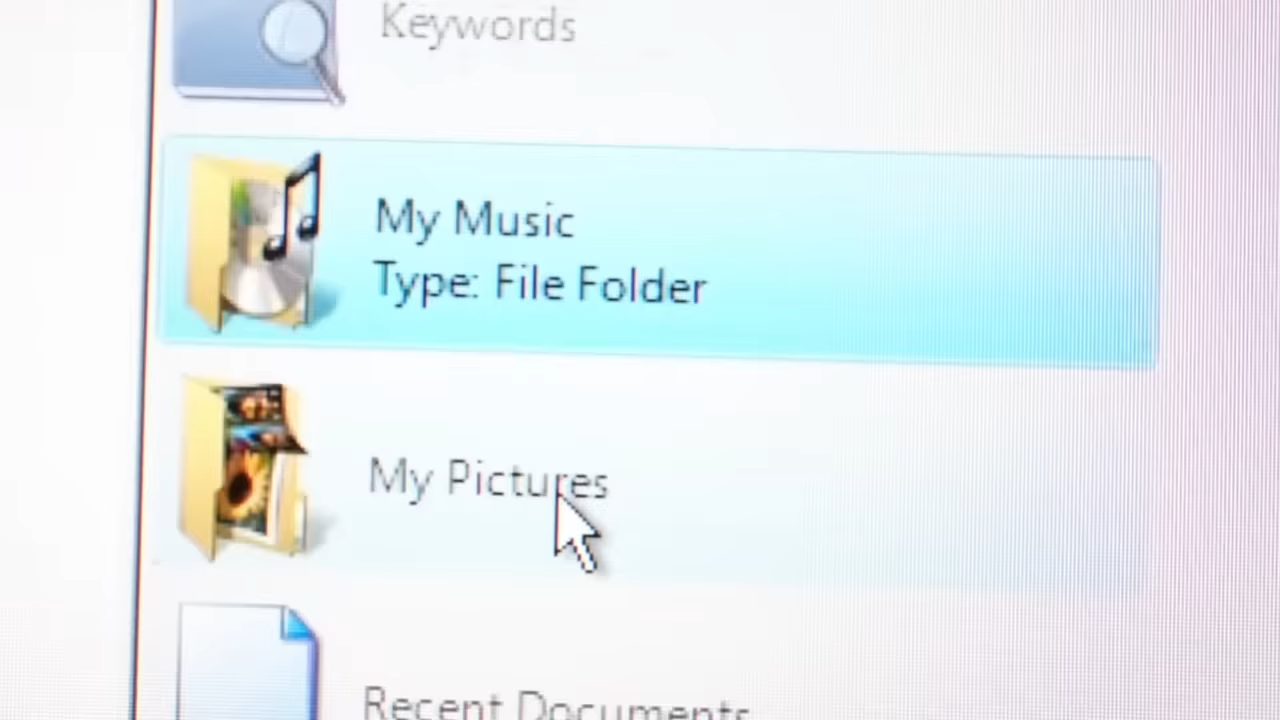 Keywords
My Music
Type: File Folder
My Pictures
Recent Documents